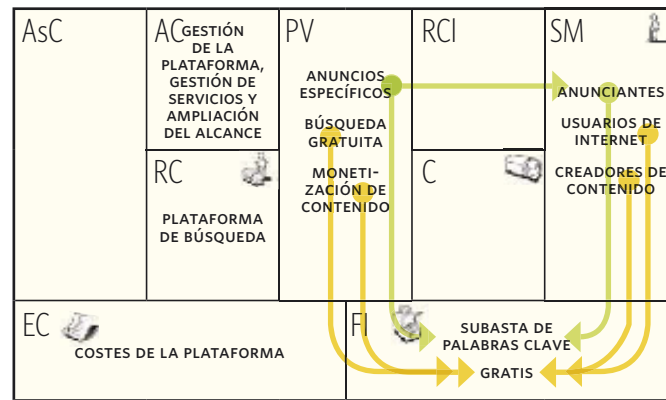 AsC
AC
GESTIÓN
DE LA
PLATAFORMA,
GESTIÓN DE
SERVICIOS Y
AMPLIACIÓN
DEL ALCANCE
PV
ANUNCIOS
ESPECÍFICOS
BÚSQUEDA
GRATUITA
MONETI-
ZACIÓN DE
CONTENIDO
RCl
SM
ANUNCIANTES
USUARIOS DE
INTERNET
CREADORES DE
CONTENIDO
RC
PLATAFORMA
DE BÚSQUEDA
C
EC
COSTES DE LA PLATAFORMA
FI
SUBASTA DE
PALABRAS CLAVE
GRATIS